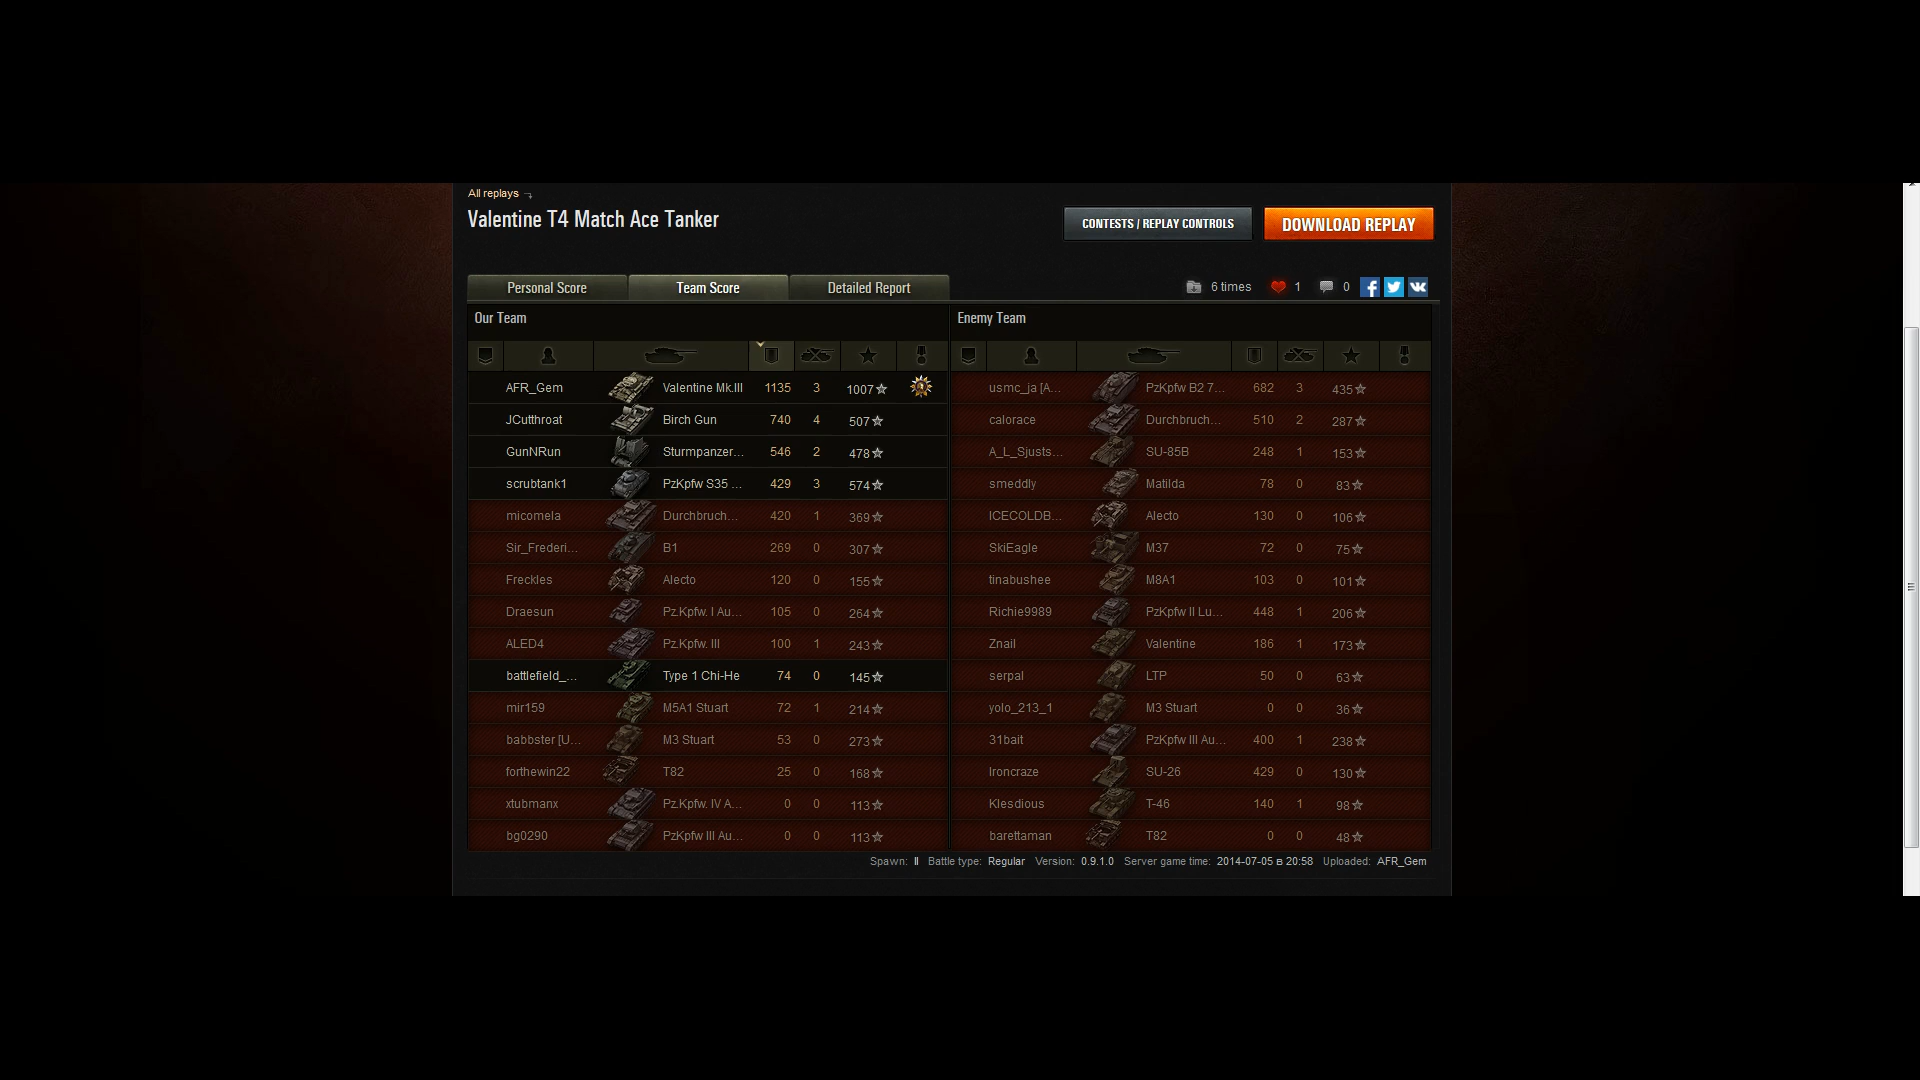 All replays
Valentine T4 Match Ace Tanker
CONTESTS / REPLAY CONTROLS
DOWNLOAD REPLAY
Personal Score
Team Score
Detailed Report
6 times
1
0
Our Team
Enemy Team
AFR_Gem Valentine Mk.III 1135 3 1007
JCutthroat Birch Gun 740 4 507
GunNRun Sturmpanzer... 546 2 478
scrubtank1 PzKpfw S35 ... 429 3 574
micomela Durchbruch... 420 1 369
Sir_Frederi... B1 269 0 307
Freckles Alecto 120 0 155
Draesun Pz.Kpfw. I Au... 105 0 264
ALED4 Pz.Kpfw. III 100 1 243
battlefield_... Type 1 Chi-He 74 0 145
mir159 M5A1 Stuart 72 1 214
babbster [U... M3 Stuart 53 0 273
forthewin22 T82 25 0 168
xtubmanx Pz.Kpfw. IV A... 0 0 113
bg0290 PzKpfw III Au... 0 0 113
usmc_ja [A... PzKpfw B2 7... 682 3 435
calorace Durchbruch... 510 2 287
A_L_Sjusts... SU-85B 248 1 153
smeddly Matilda 78 0 83
ICECOLDB... Alecto 130 0 106
SkiEagle M37 72 0 75
tinabushee M8A1 103 0 101
Richie9989 PzKpfw II Lu... 448 1 206
Znail Valentine 186 1 173
serpal LTP 50 0 63
yolo_213_1 M3 Stuart 0 0 36
31bait PzKpfw III Au... 400 1 238
Ironcraze SU-26 429 0 130
Klesdious T-46 140 1 98
barettaman T82 0 0 48
Spawn: II Battle type: Regular Version: 0.9.1.0 Server game time: 2014-07-05 в 20:58 Uploaded: AFR_Gem